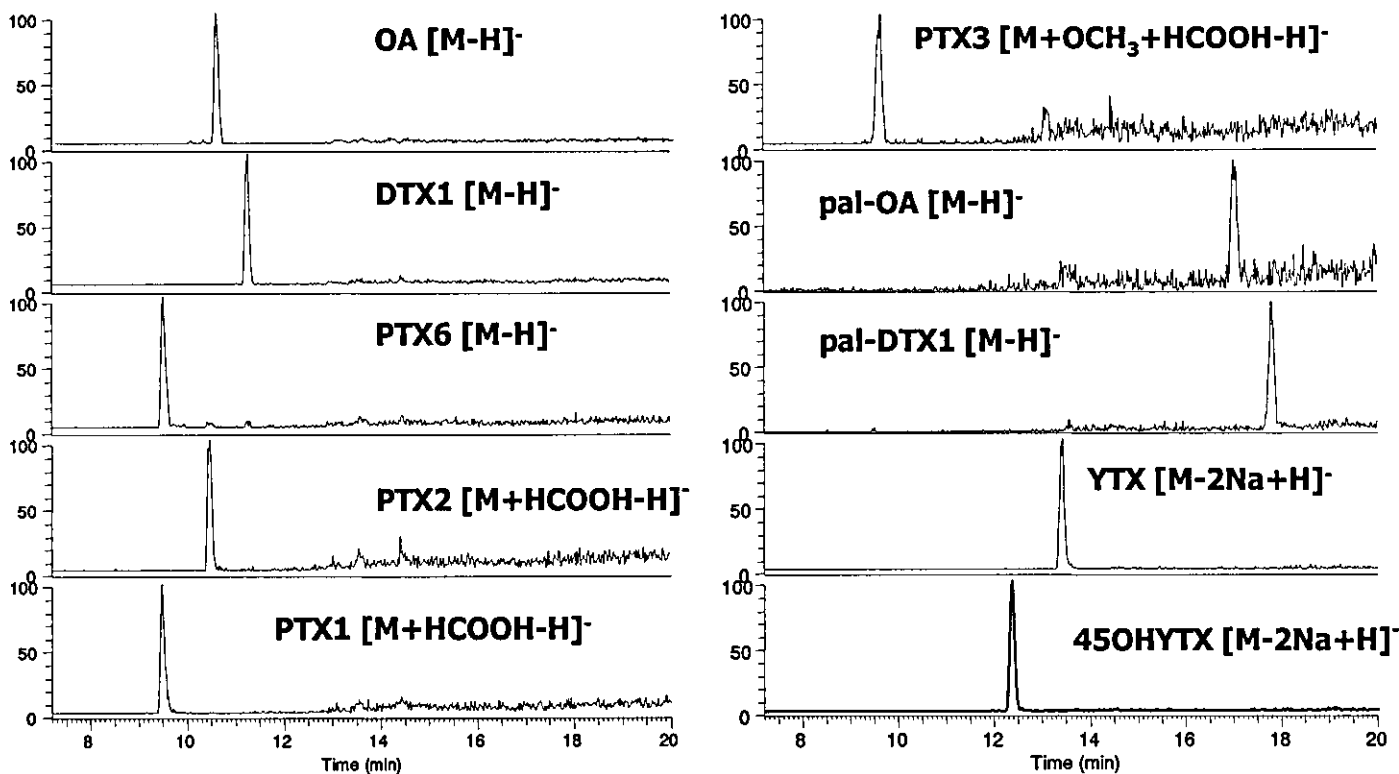 100
50
0
OA [M-H]⁻
100
50
0
DTX1 [M-H]⁻
100
50
0
PTX6 [M-H]⁻
100
50
0
PTX2 [M+HCOOH-H]⁻
100
50
0
PTX1 [M+HCOOH-H]⁻
8 10 12 14 16 18 20
Time (min)
100
50
0
PTX3 [M+OCH₃+HCOOH-H]⁻
100
50
0
pal-OA [M-H]⁻
100
50
0
pal-DTX1 [M-H]⁻
100
50
0
YTX [M-2Na+H]⁻
100
50
0
45OHYTX [M-2Na+H]⁻
8 10 12 14 16 18 20
Time (min)